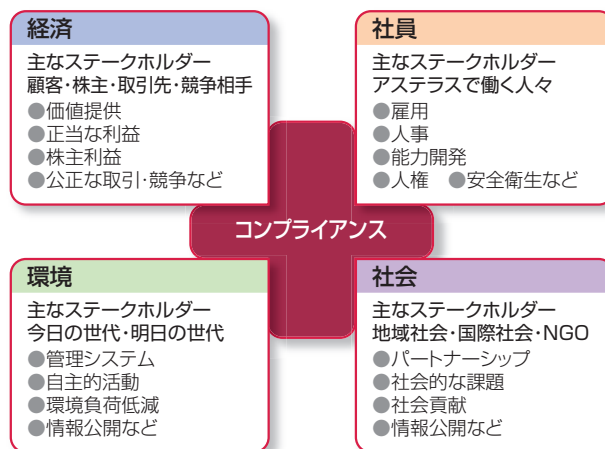 経済
主なステークホルダー
顧客・株主・取引先・競争相手
●価値提供
●正当な利益
●株主利益
●公正な取引・競争など
社員
主なステークホルダー
アステラスで働く人々
●雇用
●人事
●能力開発
●人権 ●安全衛生など
コンプライアンス
環境
主なステークホルダー
今日の世代・明日の世代
●管理システム
●自主的活動
●環境負荷低減
●情報公開など
社会
主なステークホルダー
地域社会・国際社会・NGO
●パートナーシップ
●社会的な課題
●社会貢献
●情報公開など